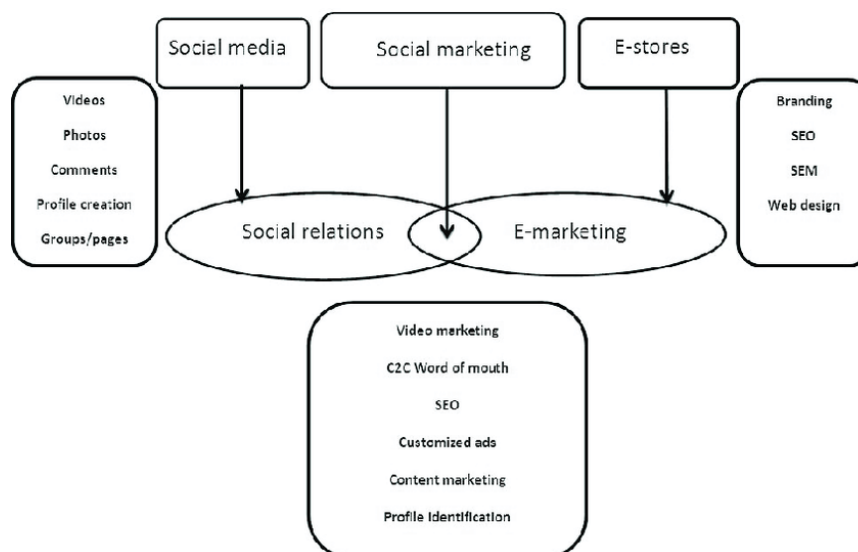 Social media
Social marketing
E-stores
Videos
Photos
Comments
Profile creation
Groups/pages
Branding
SEO
SEM
Web design
Social relations
E-marketing
Video marketing
C2C Word of mouth
SEO
Customized ads
Content marketing
Profile identification